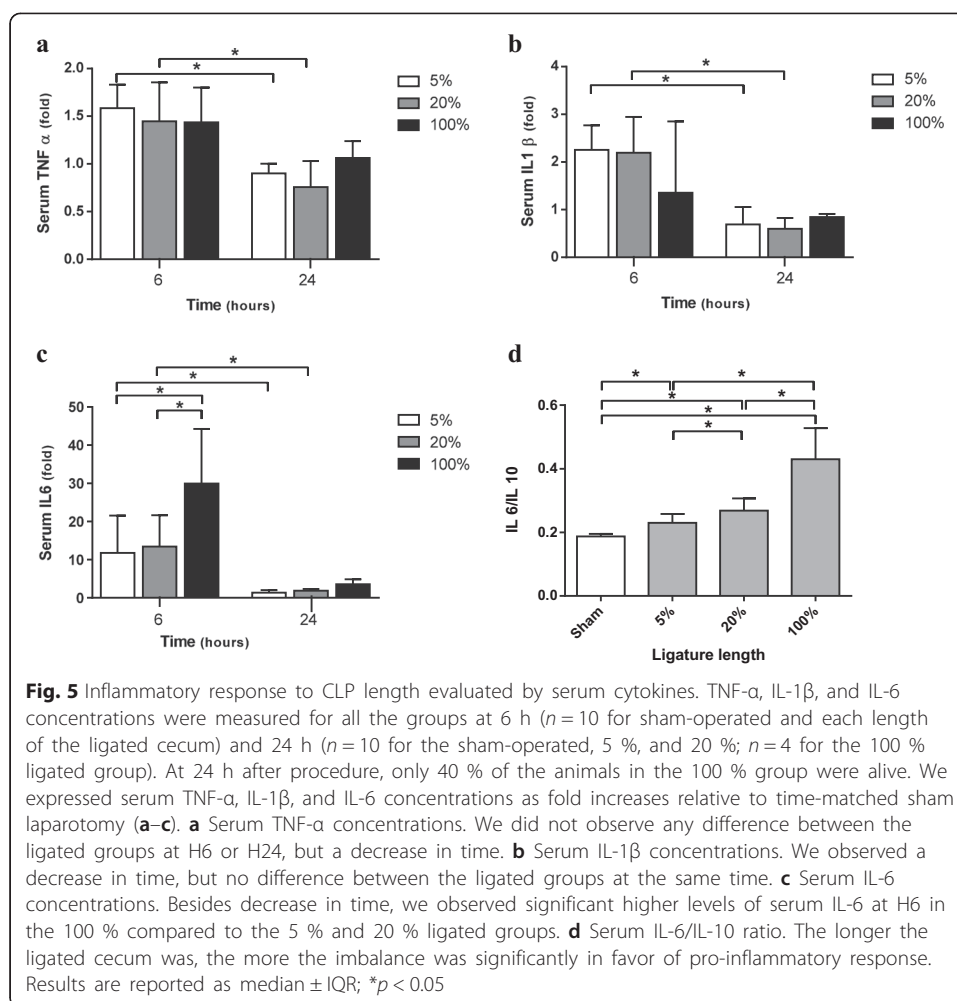 a
* *
2.0
1.5
1.0
0.5
0.0
Serum TNF α (fold)
5%
20%
100%
6 24
Time (hours)
b
* *
4
3
2
1
0
Serum IL1 β (fold)
5%
20%
100%
6 24
Time (hours)
c
* * * *
50
40
30
20
10
0
Serum IL6 (fold)
5%
20%
100%
6 24
Time (hours)
d
* * * * * *
0.6
0.4
0.2
0.0
IL 6/IL 10
Sham 5% 20% 100%
Ligature length
Fig. 5 Inflammatory response to CLP length evaluated by serum cytokines. TNF-α, IL-1β, and IL-6
concentrations were measured for all the groups at 6 h (n = 10 for sham-operated and each length
of the ligated cecum) and 24 h (n = 10 for the sham-operated, 5 %, and 20 %; n = 4 for the 100 %
ligated group). At 24 h after procedure, only 40 % of the animals in the 100 % group were alive. We
expressed serum TNF-α, IL-1β, and IL-6 concentrations as fold increases relative to time-matched sham
laparotomy (a–c). a Serum TNF-α concentrations. We did not observe any difference between the
ligated groups at H6 or H24, but a decrease in time. b Serum IL-1β concentrations. We observed a
decrease in time, but no difference between the ligated groups at the same time. c Serum IL-6
concentrations. Besides decrease in time, we observed significant higher levels of serum IL-6 at H6 in
the 100 % compared to the 5 % and 20 % ligated groups. d Serum IL-6/IL-10 ratio. The longer the
ligated cecum was, the more the imbalance was significantly in favor of pro-inflammatory response.
Results are reported as median ± IQR; *p < 0.05